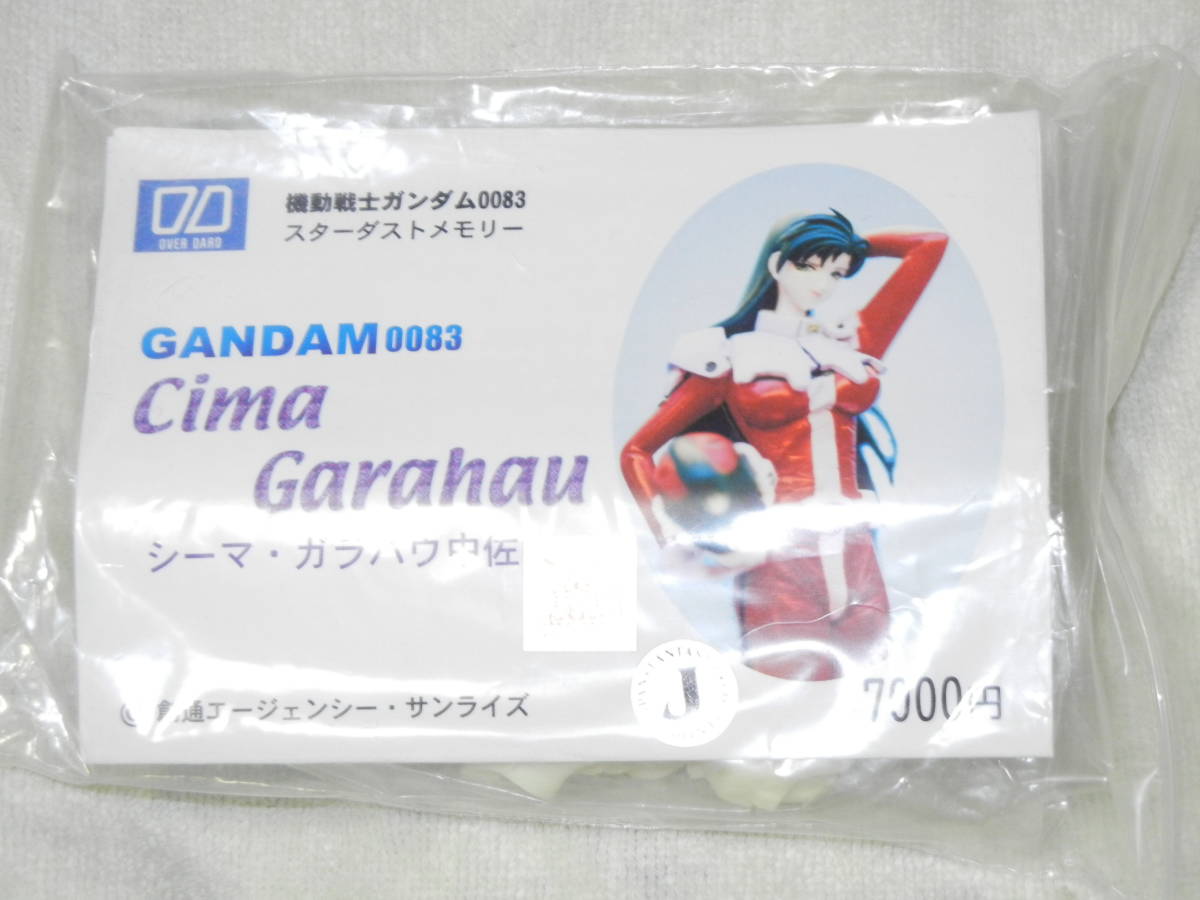 OVER DARD
機動戦士ガンダム0083
スターダストメモリー
GANDAM0083
Cima
Garahau
シーマ・ガラハウ中佐
© 創通エージェンシー・サンライズ
J
7000円